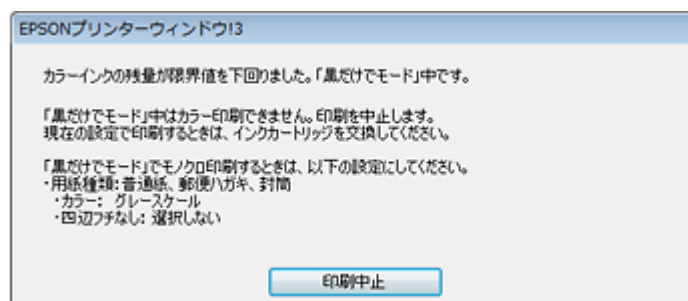 EPSONプリンターウィンドウ!3
カラーインクの残量が限界値を下回りました。「黒だけでモード」中です。
「黒だけでモード」中はカラー印刷できません。印刷を中止します。
現在の設定で印刷するときは、インクカートリッジを交換してください。
「黒だけでモード」でモノクロ印刷するときは、以下の設定にしてください。
・用紙種類：普通紙、郵便ハガキ、封筒
・カラー： グレースケール
・四辺フチなし：選択しない
印刷中止